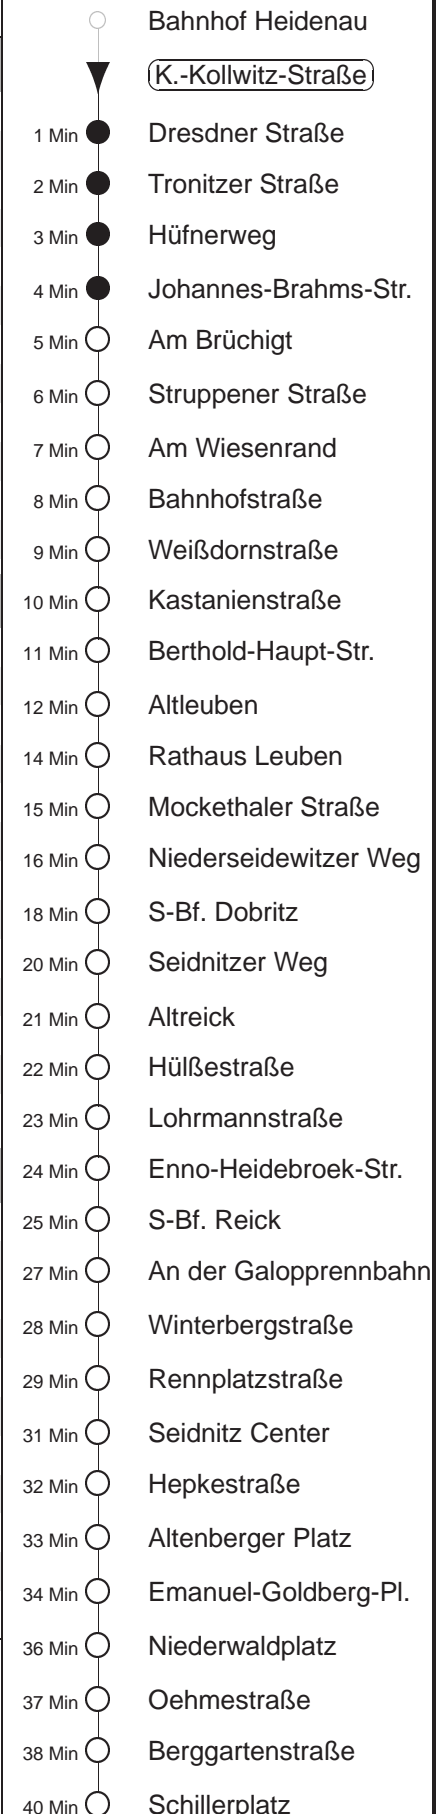 Bahnhof Heidenau
K.-Kollwitz-Straße
1 Min Dresdner Straße
2 Min Tronitzer Straße
3 Min Hüfnerweg
4 Min Johannes-Brahms-Str.
5 Min Am Brüchigt
6 Min Struppener Straße
7 Min Am Wiesenrand
8 Min Bahnhofstraße
9 Min Weißdornstraße
10 Min Kastanienstraße
11 Min Berthold-Haupt-Str.
12 Min Altleuben
14 Min Rathaus Leuben
15 Min Mockethaler Straße
16 Min Niederseidewitzer Weg
18 Min S-Bf. Dobritz
20 Min Seidnitzer Weg
21 Min Altreick
22 Min Hülßestraße
23 Min Lohrmannstraße
24 Min Enno-Heidebroek-Str.
25 Min S-Bf. Reick
27 Min An der Galopprennbahn
28 Min Winterbergstraße
29 Min Rennplatzstraße
31 Min Seidnitz Center
32 Min Hepkestraße
33 Min Altenberger Platz
34 Min Emanuel-Goldberg-Pl.
36 Min Niederwaldplatz
37 Min Oehmestraße
38 Min Berggartenstraße
40 Min Schillerplatz